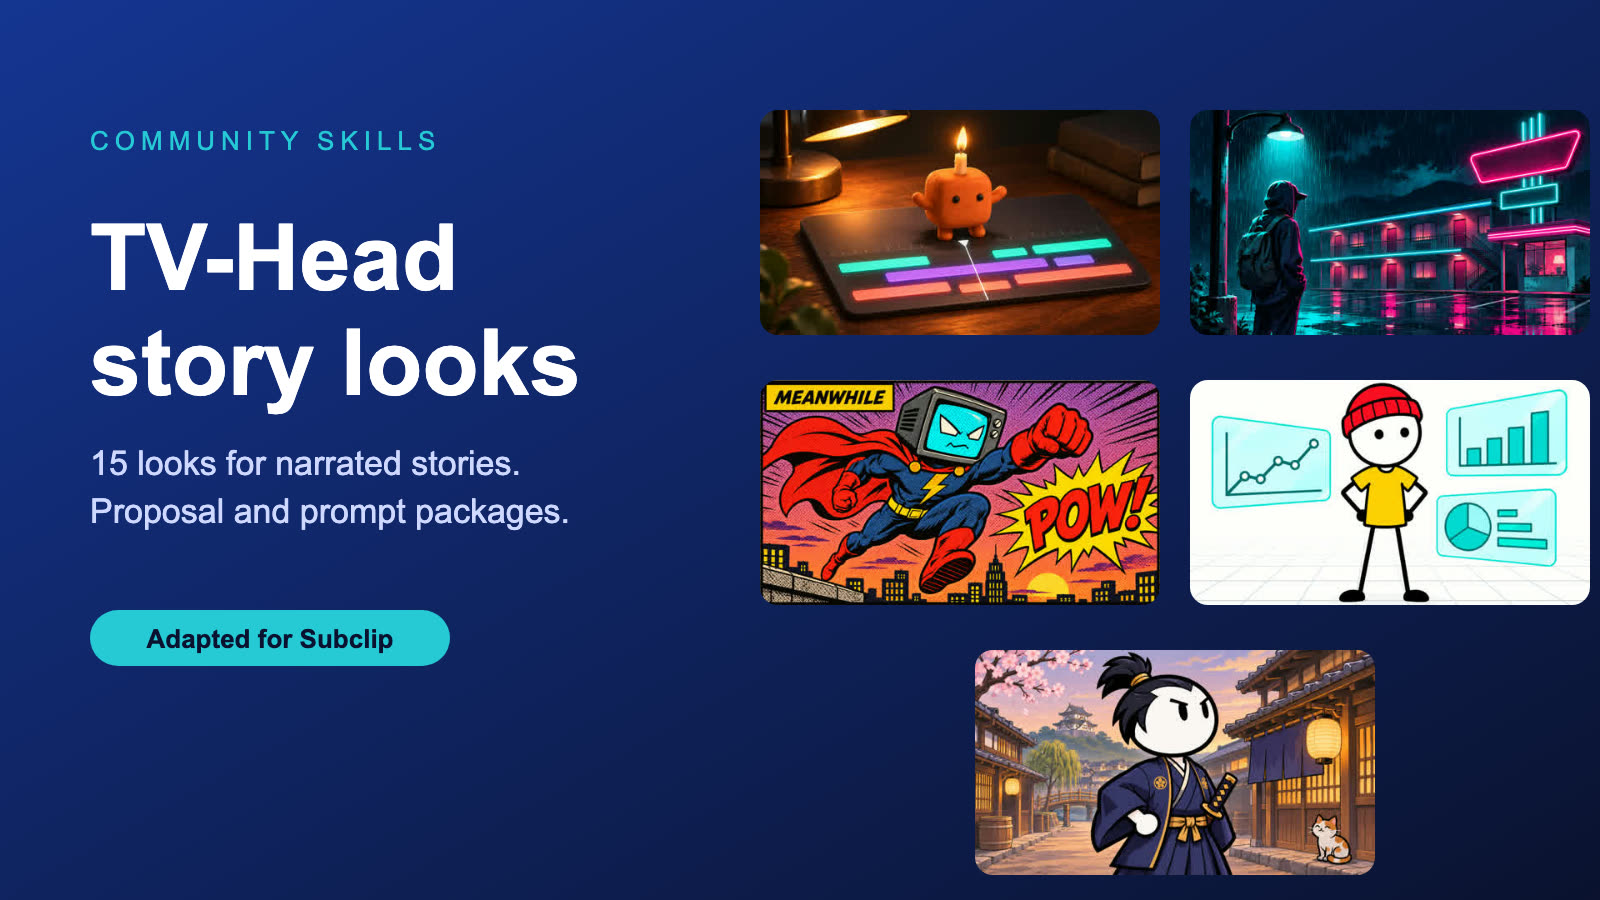 COMMUNITY SKILLS
TV-Head
story looks
15 looks for narrated stories.
Proposal and prompt packages.
Adapted for Subclip
MEANWHILE
POW!